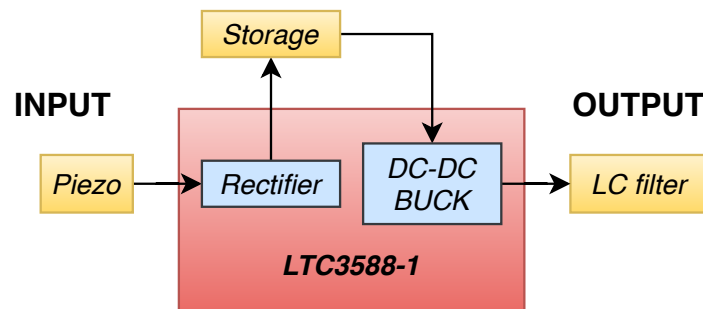 Storage
INPUT
OUTPUT
Piezo
Rectifier
DC-DC
BUCK
LC filter
LTC3588-1